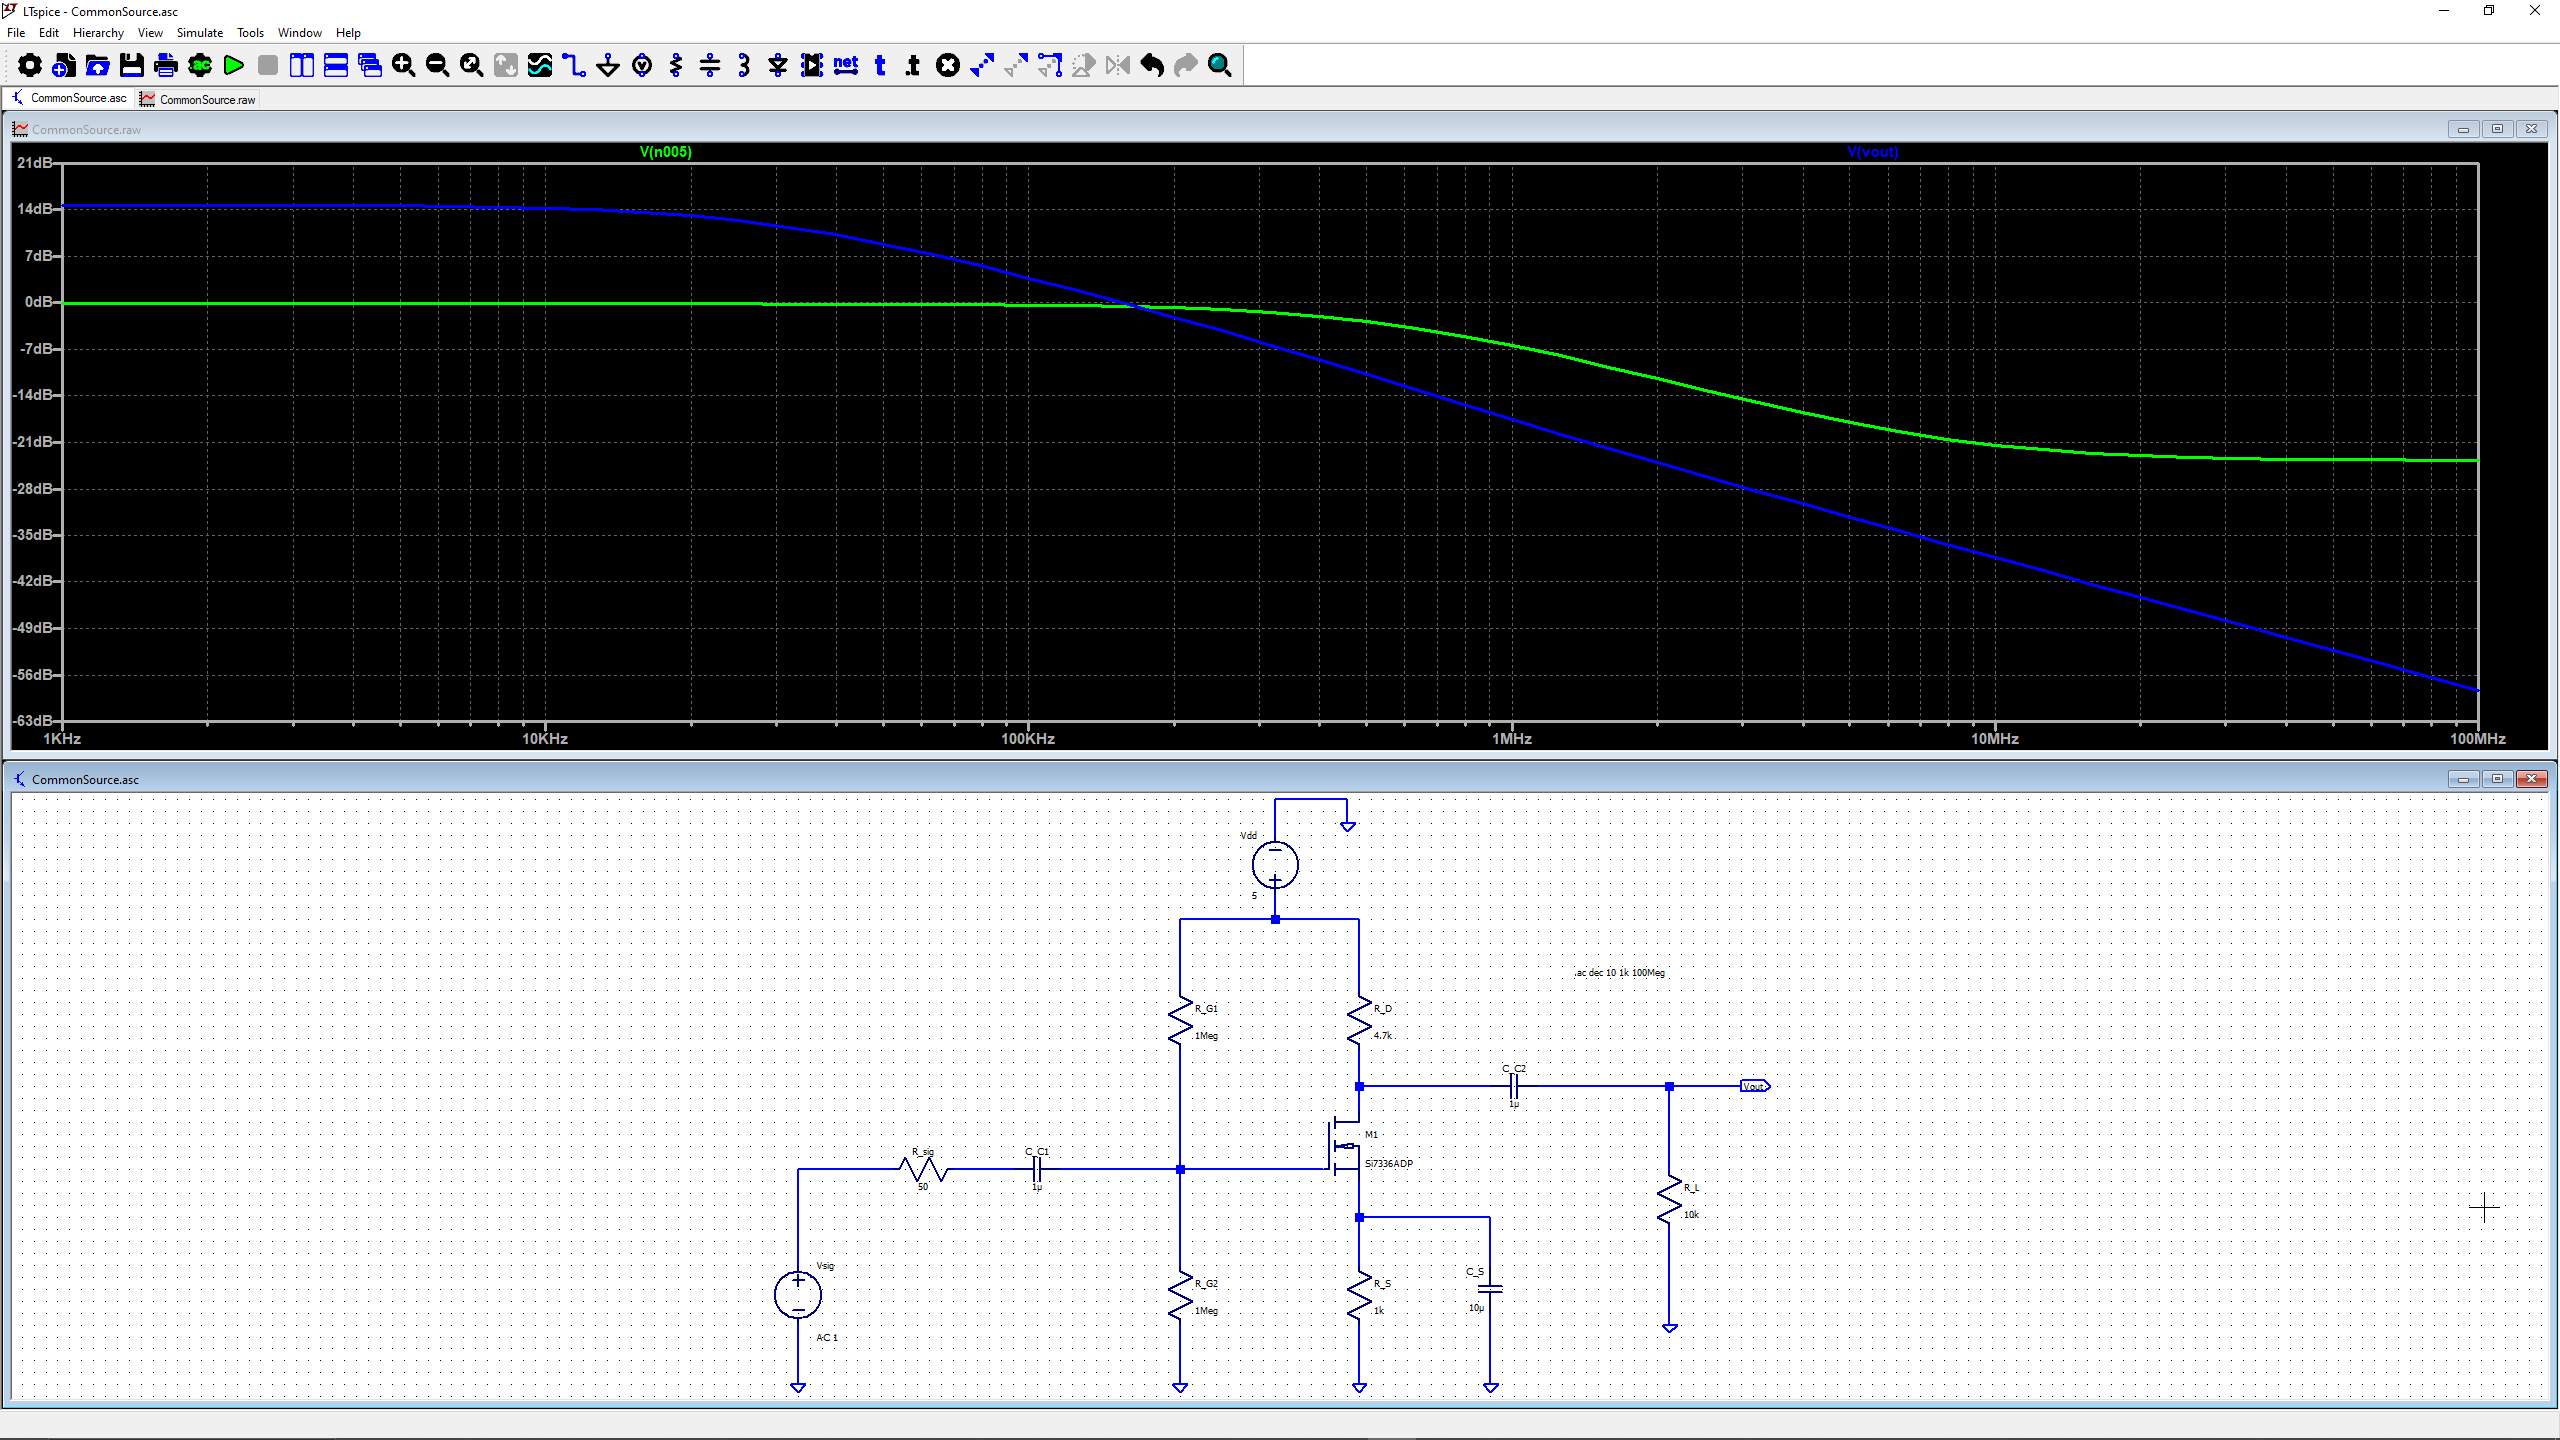 LTspice - CommonSource.asc
File Edit Hierarchy View Simulate Tools Window Help
.ac net t .t
CommonSource.asc CommonSource.raw
CommonSource.raw
V(n005) V(vout)
21dB
14dB
7dB
0dB
-7dB
-14dB
-21dB
-28dB
-35dB
-42dB
-49dB
-56dB
-63dB
1KHz 10KHz 100KHz 1MHz 10MHz 100MHz
CommonSource.asc
Vdd
5
.ac dec 10 1k 100Meg
R_G1 R_D
1Meg 4.7k
C_C2
Vout
1µ
M1
R_sig C_C1
Si7336ADP
50 1µ
R_L
10k
Vsig
C_S
R_G2 R_S
10µ
1Meg 1k
AC 1